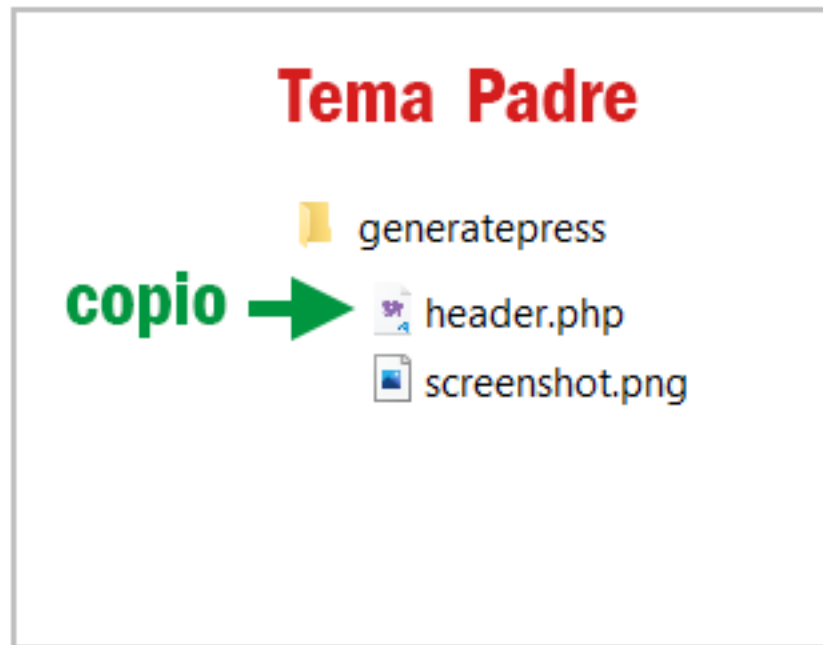 Tema Padre
generatepress
copio
header.php
screenshot.png